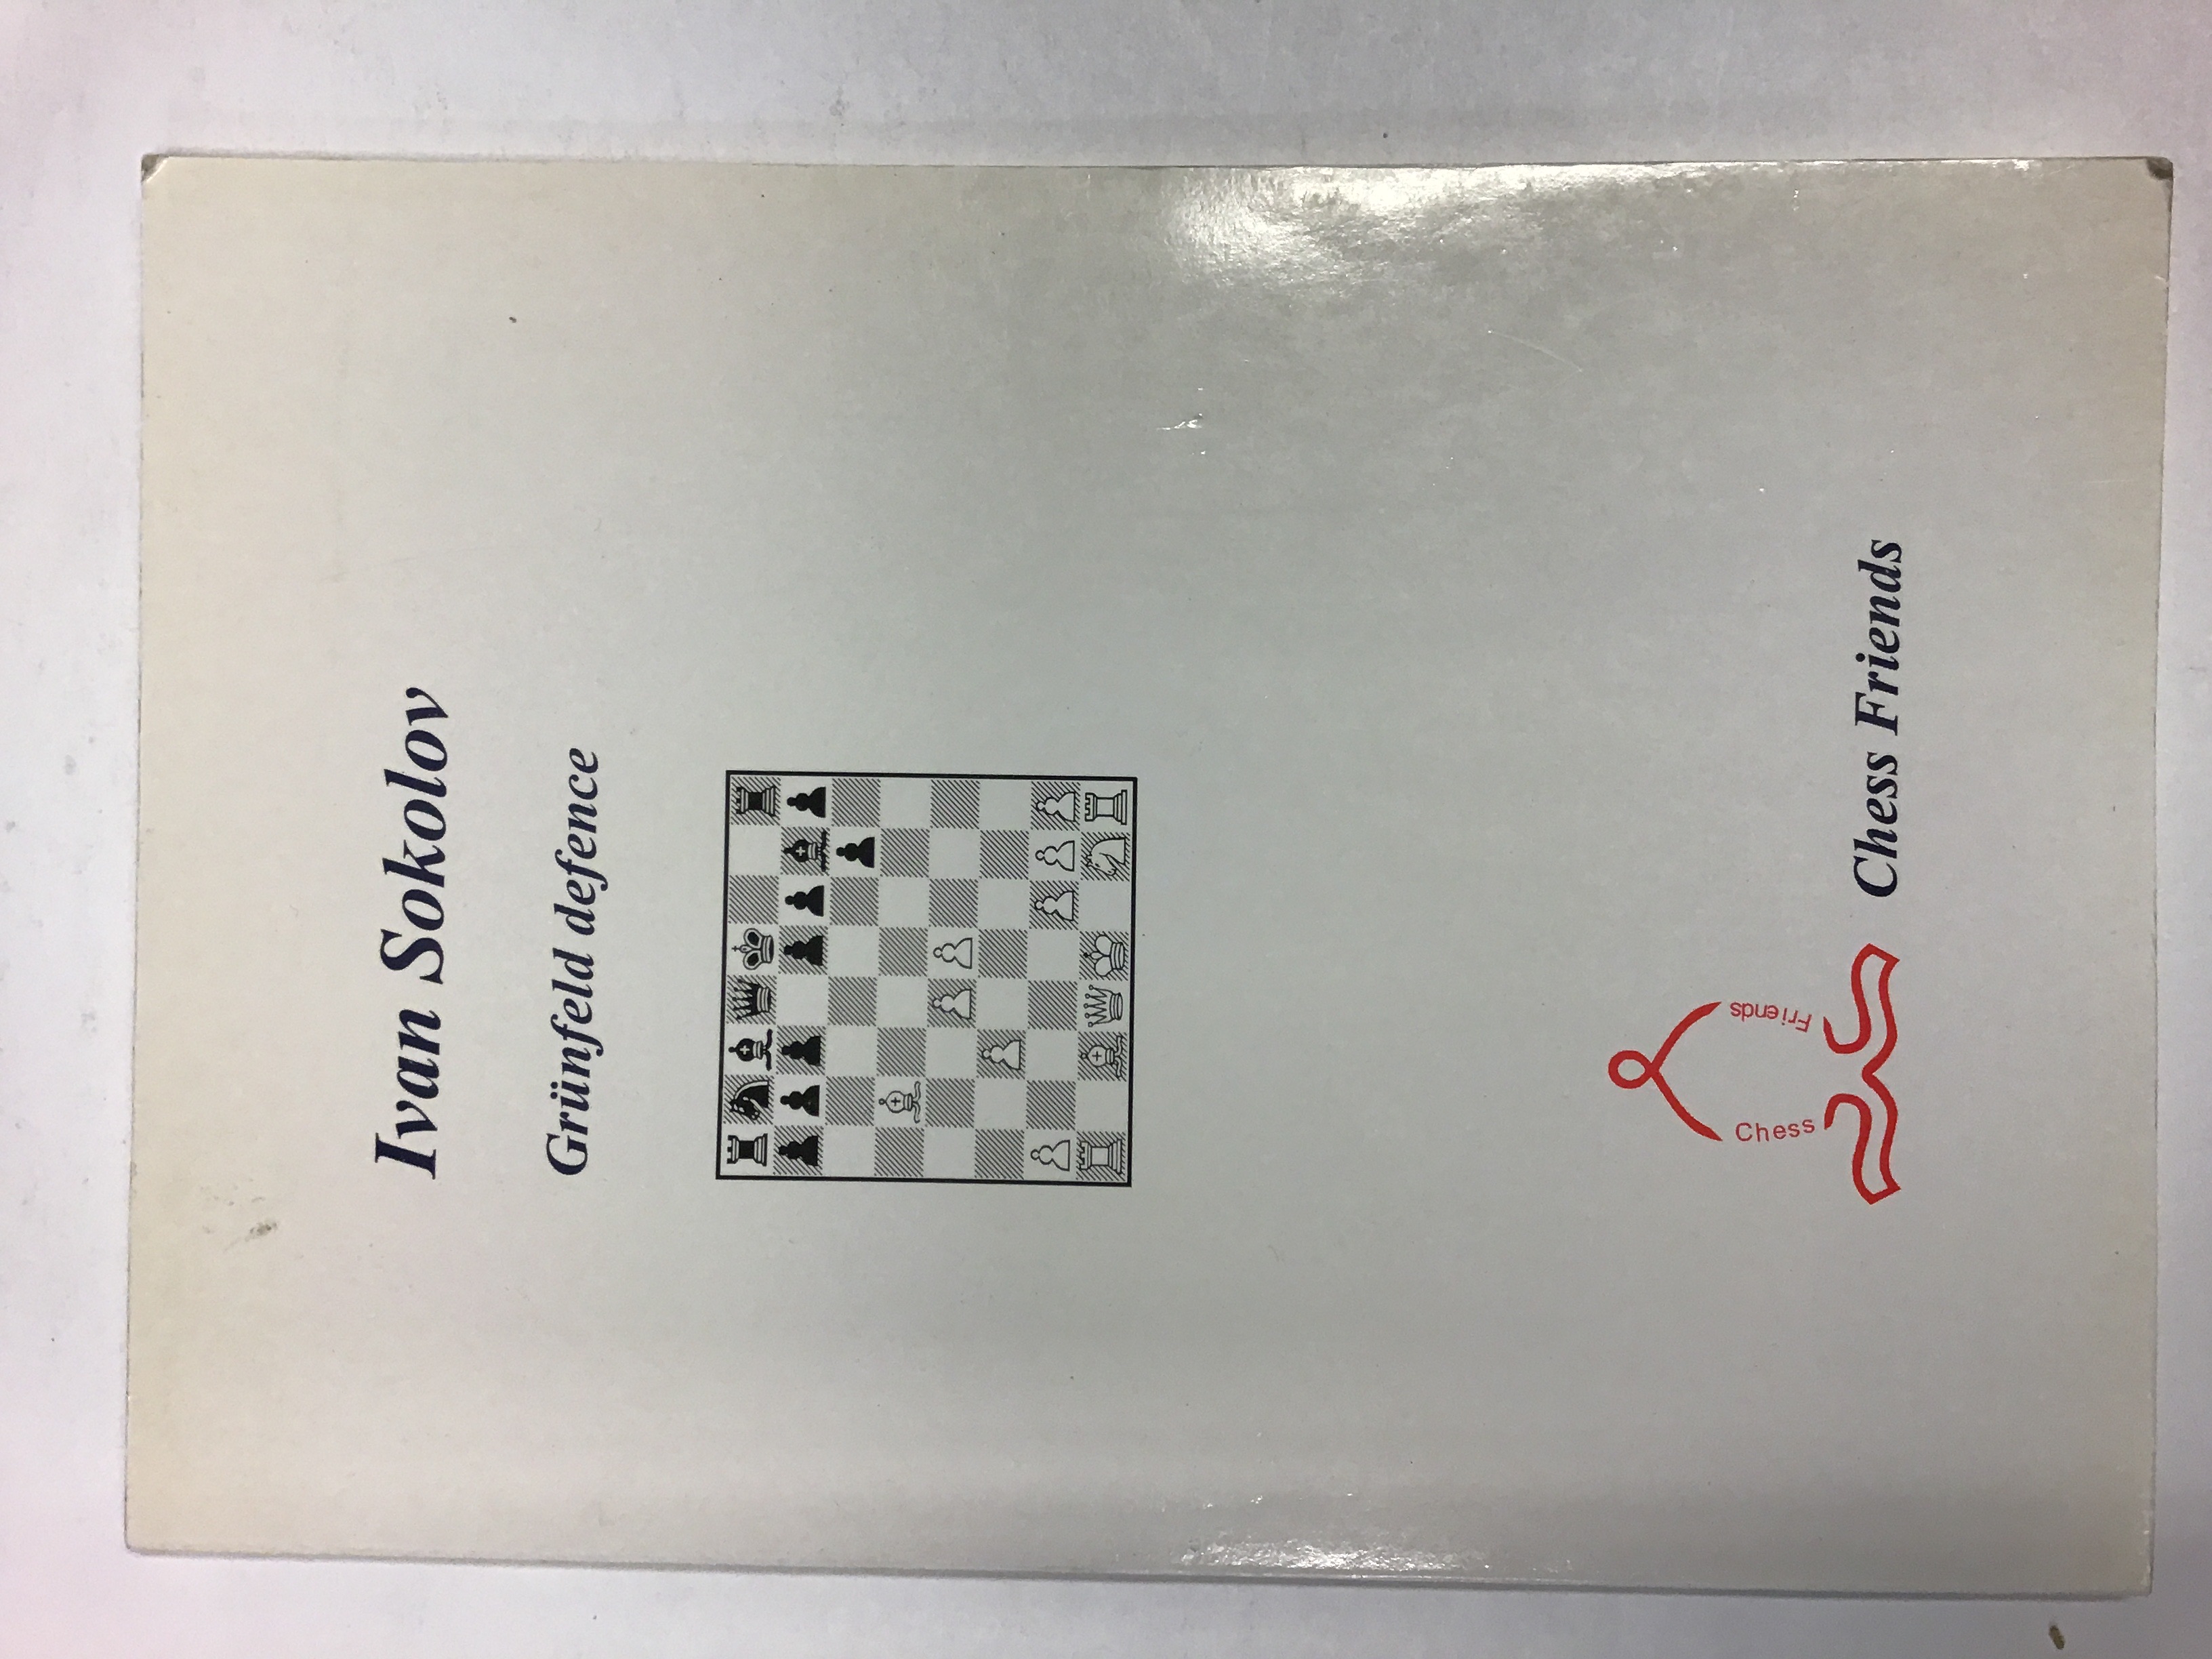 Ivan Sokolov
Grünfeld defence
Chess Friends
Chess Friends